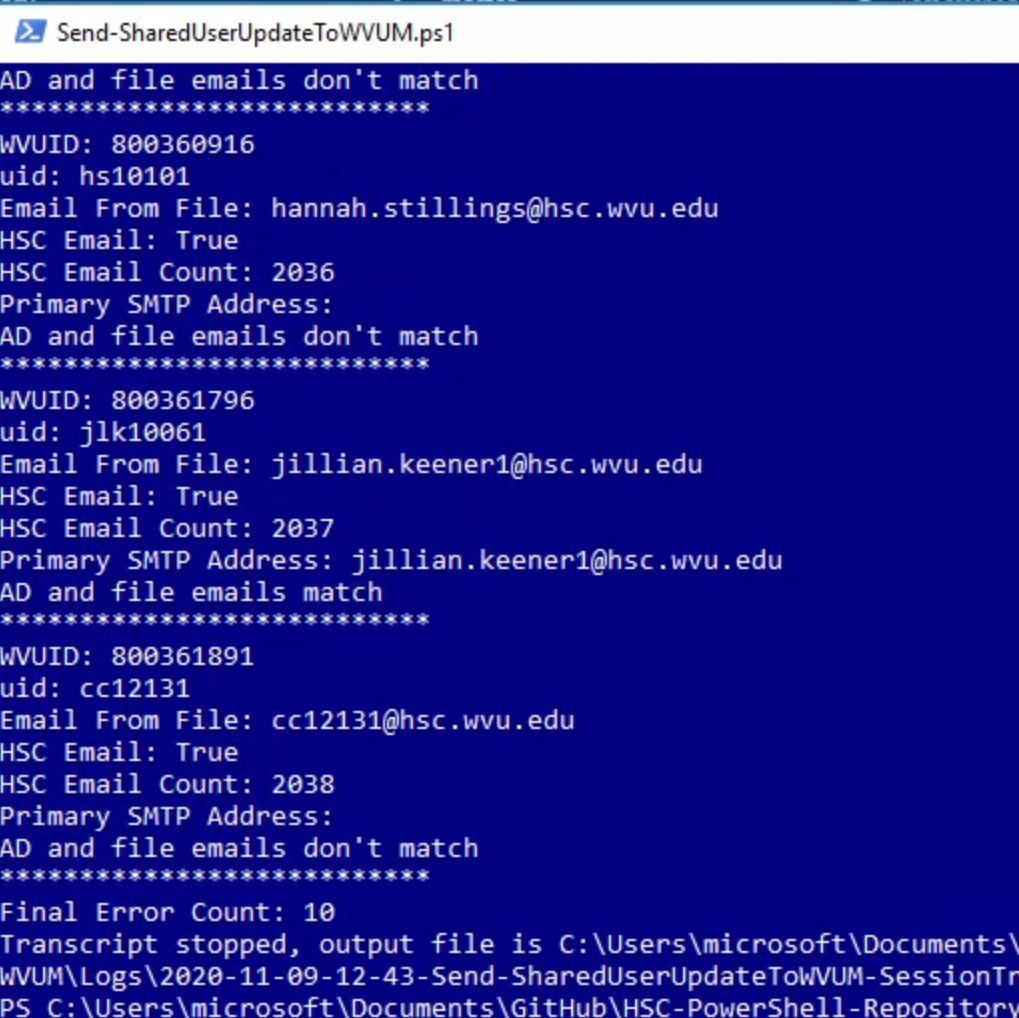 Send-SharedUserUpdateToWVUM.ps1
AD and file emails don't match
***************************
WVUID: 800360916
uid: hs10101
Email From File: hannah.stillings@hsc.wvu.edu
HSC Email: True
HSC Email Count: 2036
Primary SMTP Address:
AD and file emails don't match
***************************
WVUID: 800361796
uid: jlk10061
Email From File: jillian.keener1@hsc.wvu.edu
HSC Email: True
HSC Email Count: 2037
Primary SMTP Address: jillian.keener1@hsc.wvu.edu
AD and file emails match
***************************
WVUID: 800361891
uid: cc12131
Email From File: cc12131@hsc.wvu.edu
HSC Email: True
HSC Email Count: 2038
Primary SMTP Address:
AD and file emails don't match
***************************
Final Error Count: 10
Transcript stopped, output file is C:\Users\microsoft\Documents\
WVUM\Logs\2020-11-09-12-43-Send-SharedUserUpdateToWVUM-SessionTr
PS C:\Users\microsoft\Documents\GitHub\HSC-PowerShell-Repository